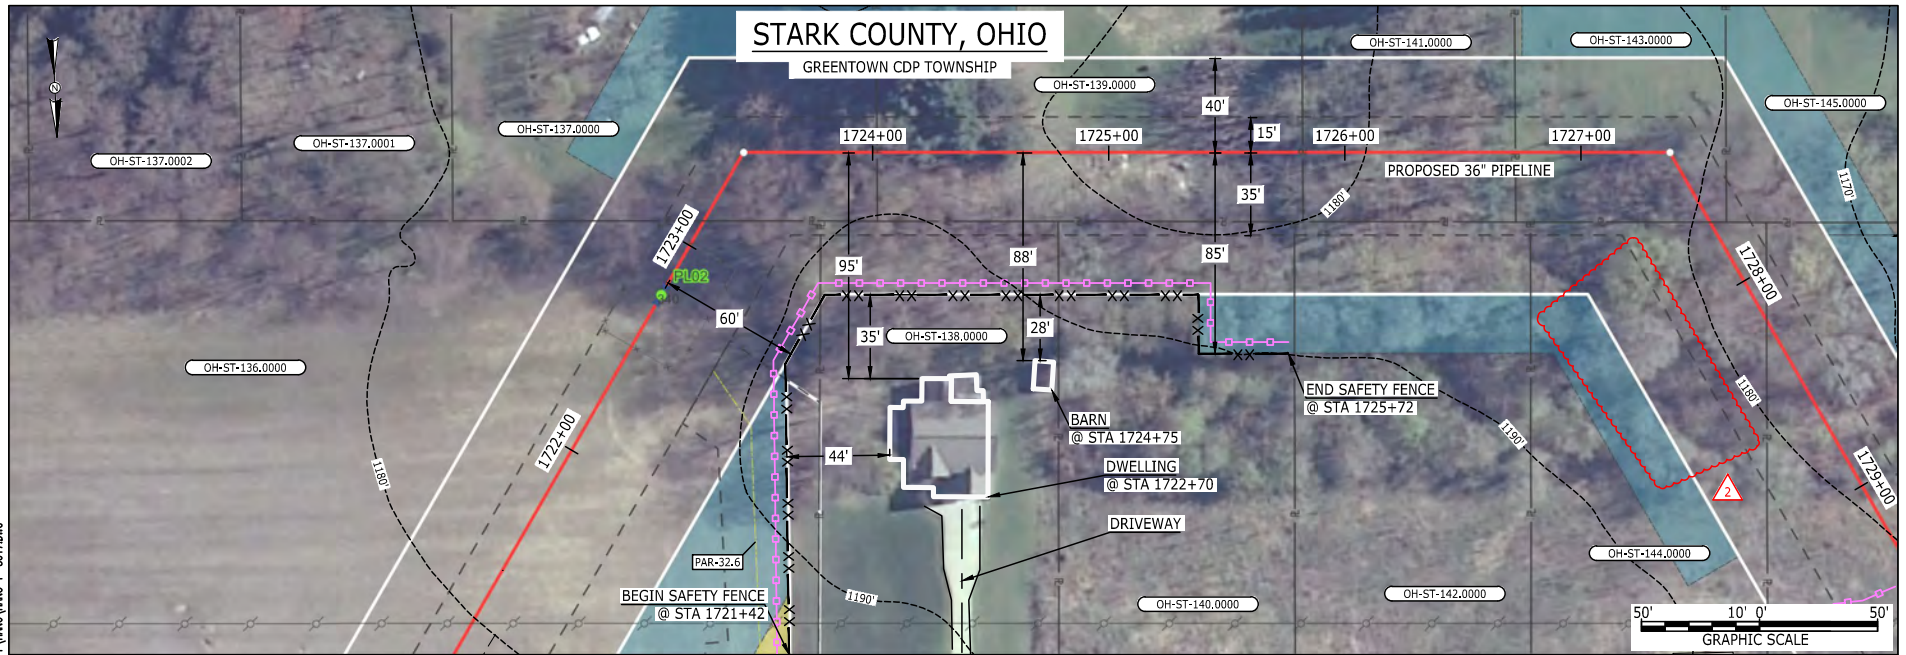 STARK COUNTY, OHIO
GREENTOWN CDP TOWNSHIP
N
OH-ST-137.0002
OH-ST-137.0001
OH-ST-137.0000
OH-ST-139.0000
OH-ST-141.0000
OH-ST-143.0000
OH-ST-145.0000
40'
15'
1724+00
1725+00
1726+00
1727+00
PROPOSED 36" PIPELINE
35'
1180'
1170'
1723+00
PL02
95'
88'
85'
1728+00
60'
35'
OH-ST-138.0000
28'
OH-ST-136.0000
END SAFETY FENCE
@ STA 1725+72
BARN
@ STA 1724+75
1180'
1190'
1722+00
44'
1180'
DWELLING
@ STA 1722+70
1729+00
2
DRIVEWAY
PAR-32.6
OH-ST-144.0000
BEGIN SAFETY FENCE
@ STA 1721+42
1190'
OH-ST-140.0000
OH-ST-142.0000
50' 10' 0' 50'
GRAPHIC SCALE